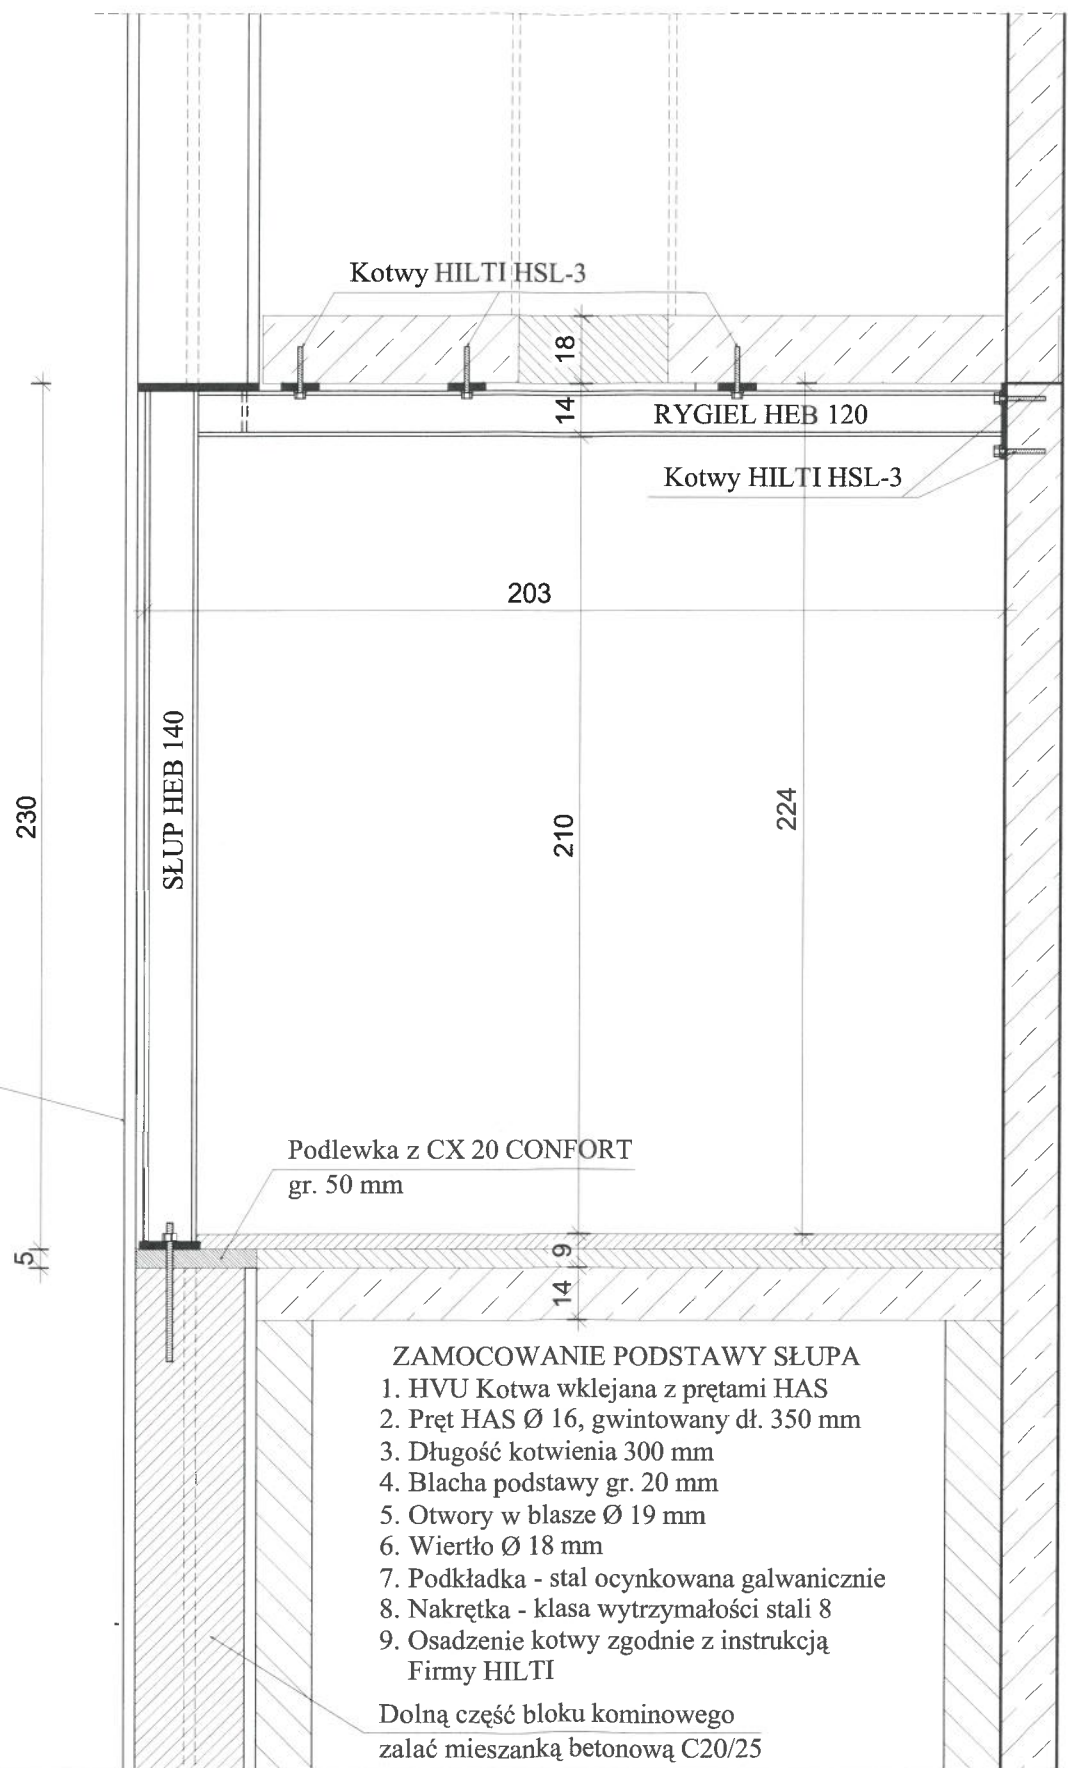 Kotwy HILTI HSL-3
18
14
RYGIEL HEB 120
Kotwy HILTI HSL-3
203
SŁUP HEB 140
230
210
224
Podlewka z CX 20 CONFORT
gr. 50 mm
5
9
14
ZAMOCOWANIE PODSTAWY SŁUPA
1. HVU Kotwa wklejana z prętami HAS
2. Pręt HAS Ø 16, gwintowany dł. 350 mm
3. Długość kotwienia 300 mm
4. Blacha podstawy gr. 20 mm
5. Otwory w blasze Ø 19 mm
6. Wiertło Ø 18 mm
7. Podkładka - stal ocynkowana galwanicznie
8. Nakrętka - klasa wytrzymałości stali 8
9. Osadzenie kotwy zgodnie z instrukcją
Firmy HILTI
Dolną część bloku kominowego
zalać mieszanką betonową C20/25